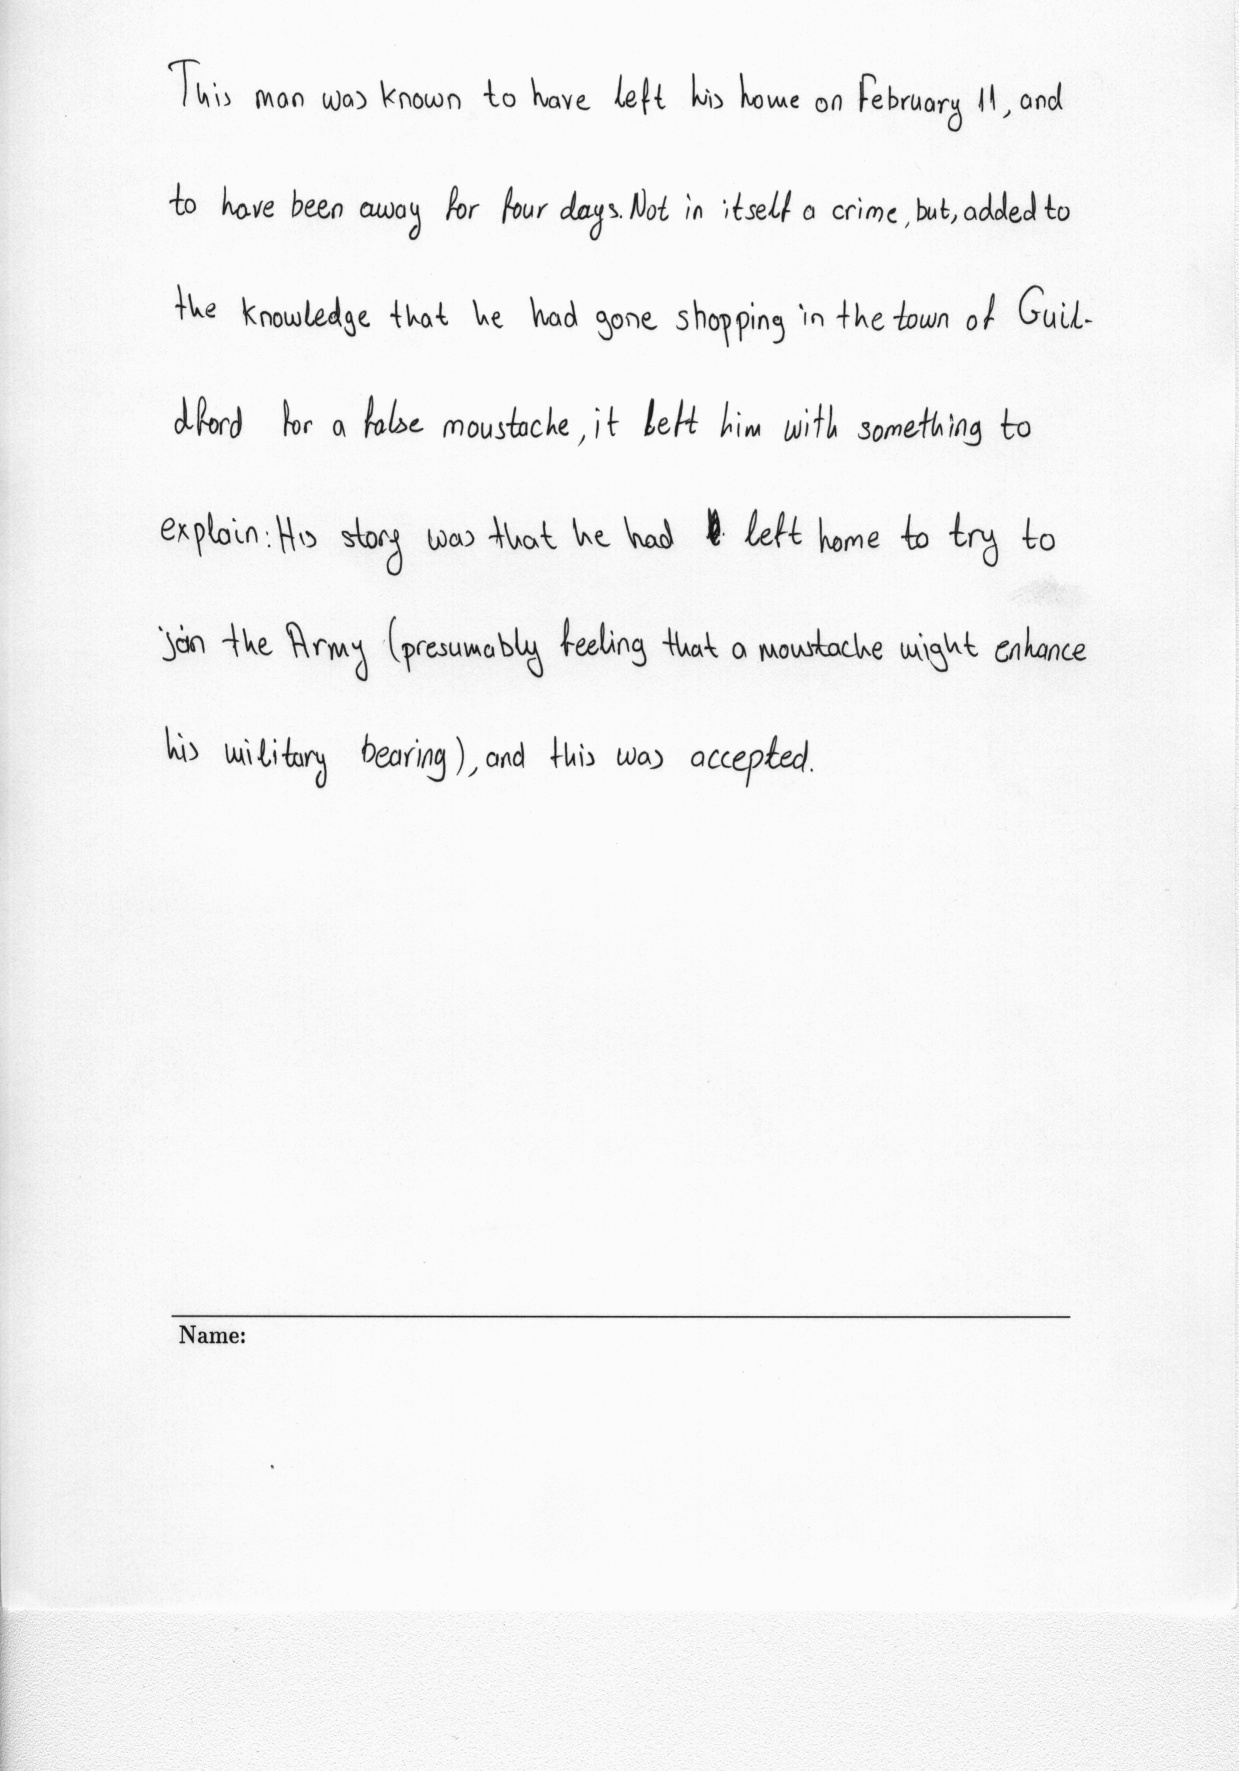 This man was known to have left his home on February 11, and
to have been away for four days. Not in itself a crime, but, added to
the knowledge that he had gone shopping in the town of Guil-
dford for a false moustache, it left him with something to
explain: His story was that he had left home to try to
join the Army (presumably feeling that a moustache might enhance
his military bearing), and this was accepted.
Name: